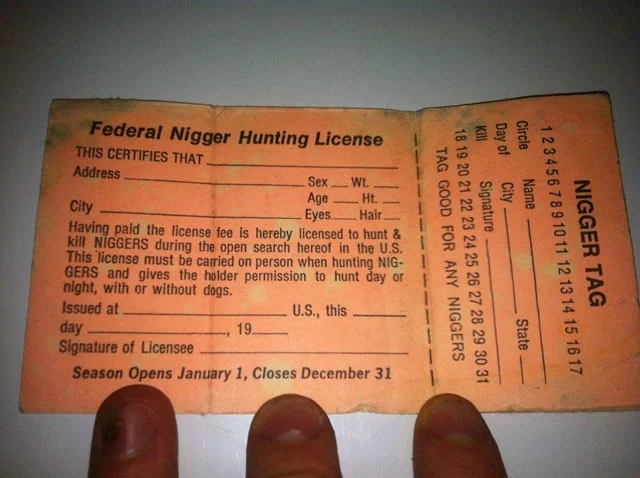 Federal Nigger Hunting License
THIS CERTIFIES THAT
Address Sex Wt.
Age Ht.
City Eyes Hair
Having paid the license fee is hereby licensed to hunt &
kill NIGGERS during the open search hereof in the U.S.
This license must be carried on person when hunting NIG-
GERS and gives the holder permission to hunt day or
night, with or without dogs.
Issued at U.S., this
day , 19
Signature of Licensee
Season Opens January 1, Closes December 31
NIGGER TAG
1 2 3 4 5 6 7 8 9 10 11 12 13 14 15 16 17
Circle Name
Day of City State
Kill Signature
18 19 20 21 22 23 24 25 26 27 28 29 30 31
TAG GOOD FOR ANY NIGGERS